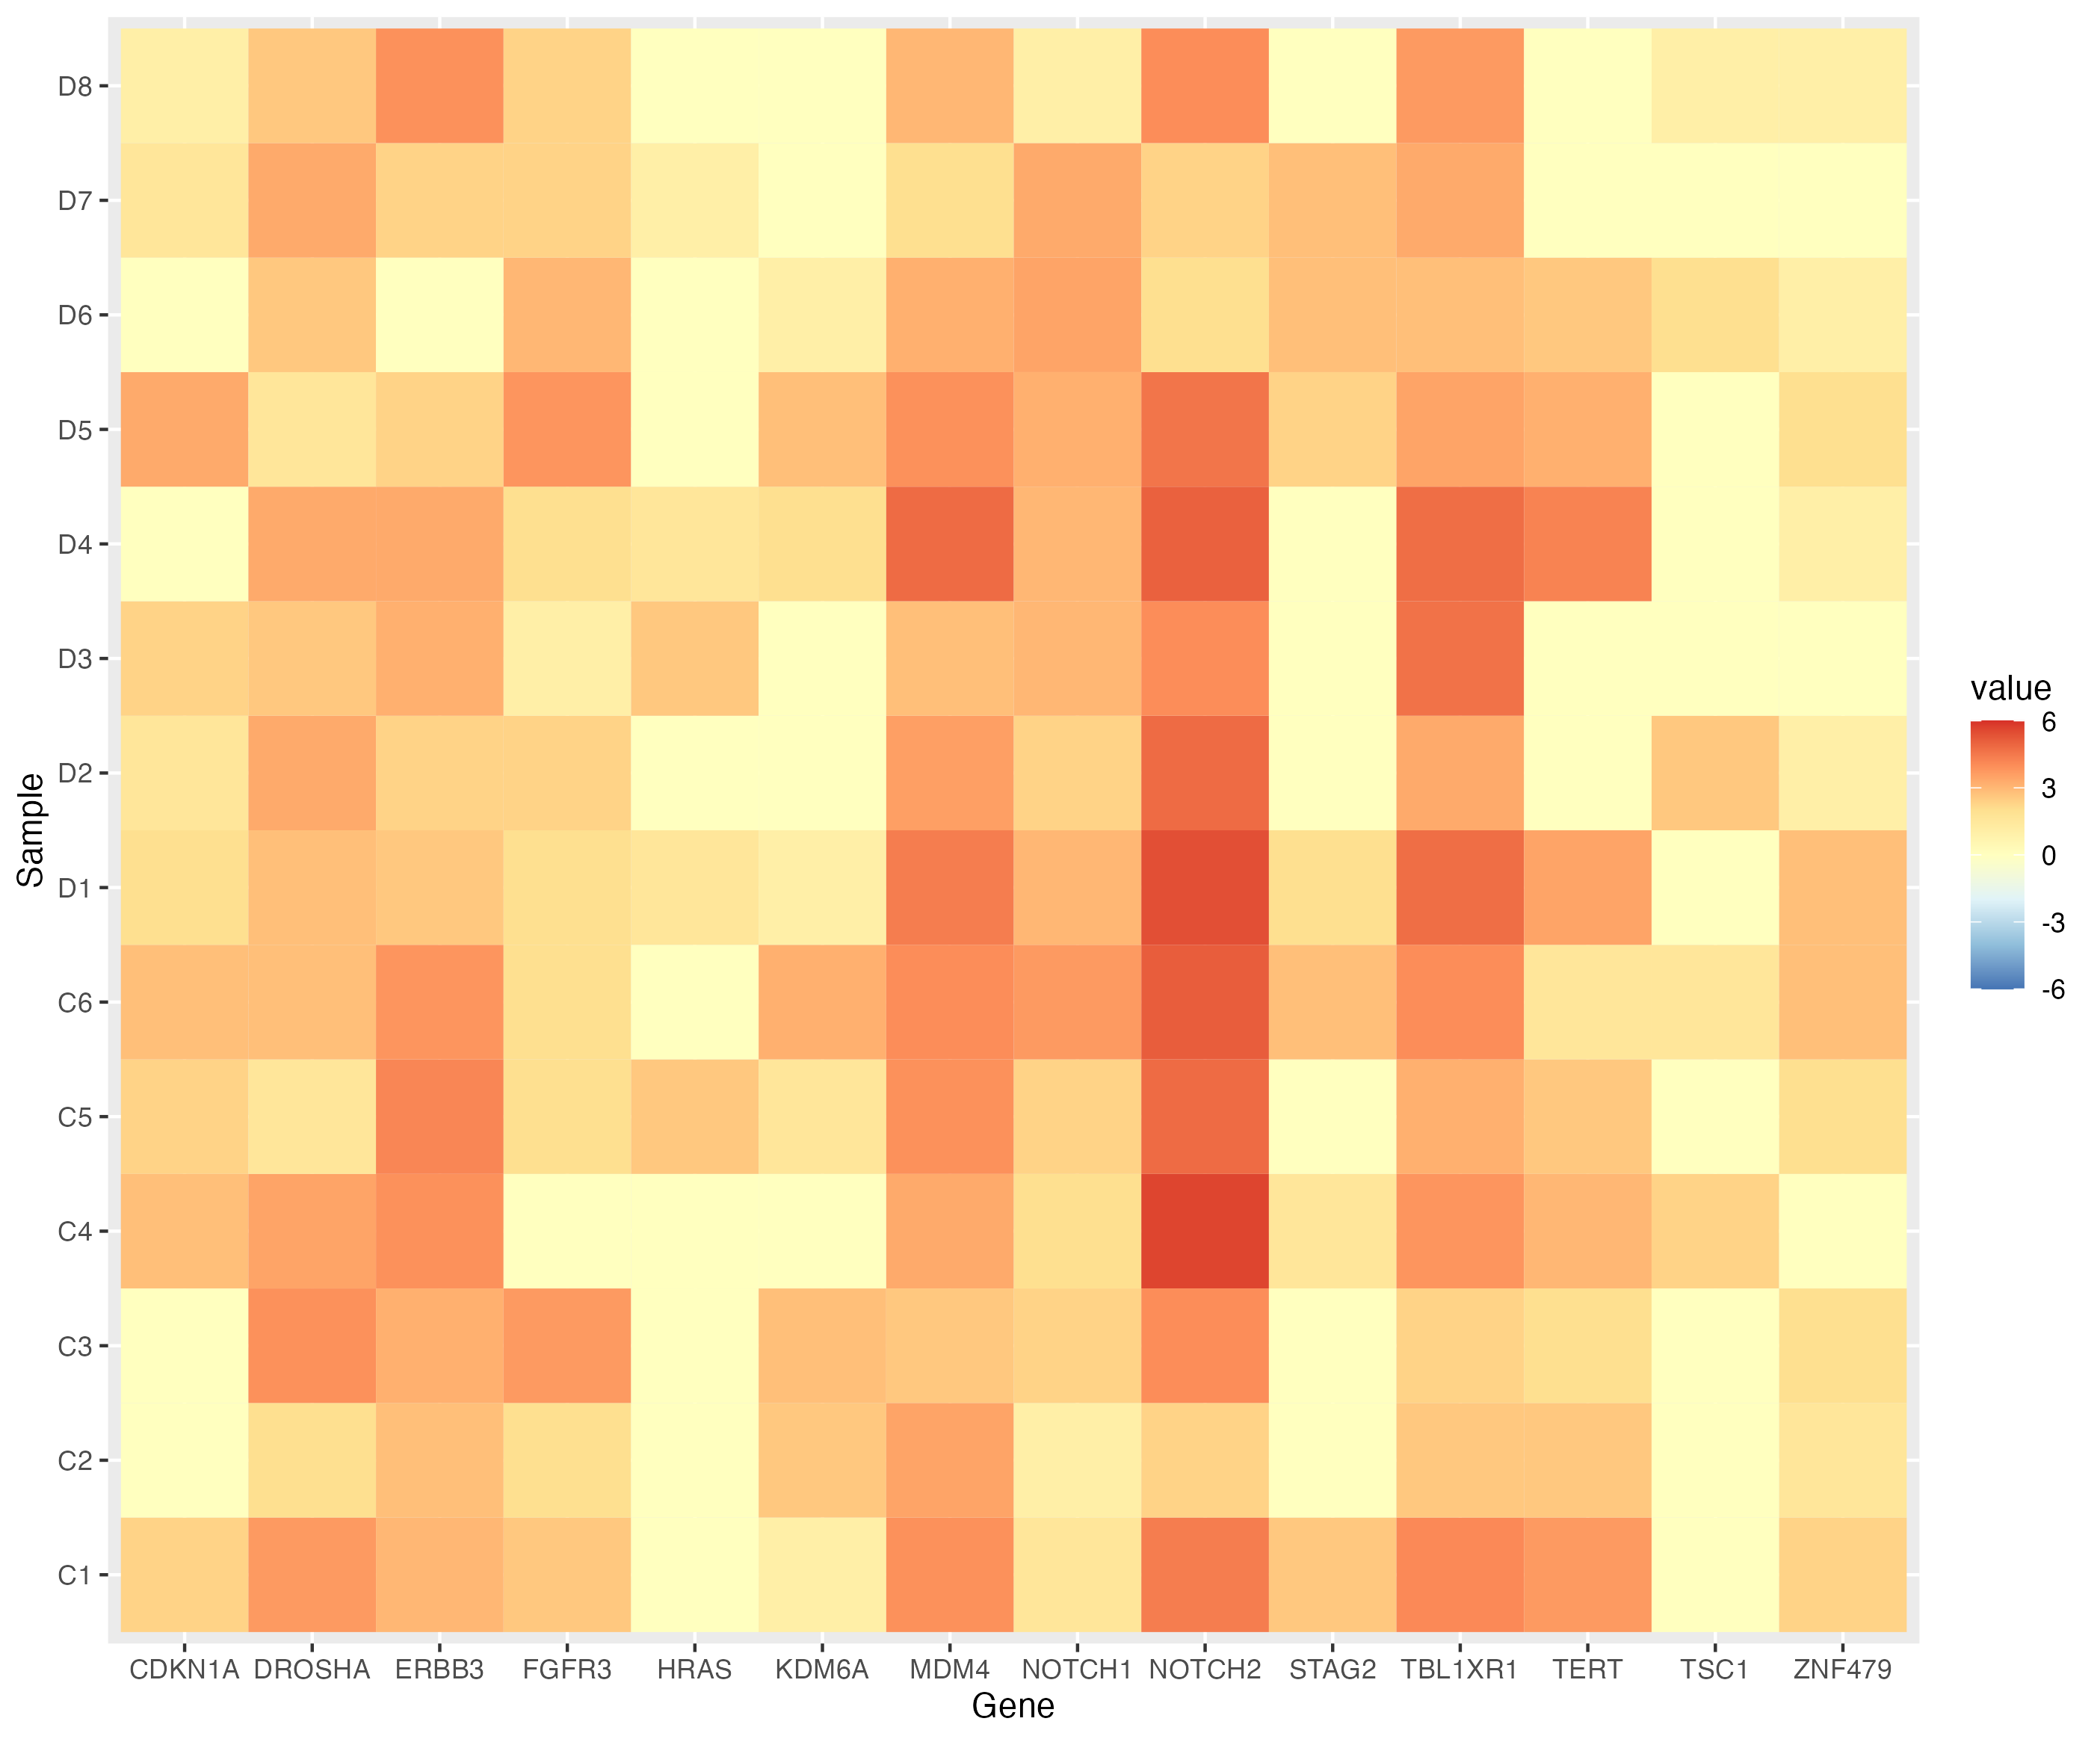 D8
D7
D6
D5
D4
D3
D2
D1
C6
C5
C4
C3
C2
C1
Sample
CDKN1A DROSHA ERBB3 FGFR3 HRAS KDM6A MDM4 NOTCH1 NOTCH2 STAG2 TBL1XR1 TERT TSC1 ZNF479
Gene
value
6
3
0
-3
-6